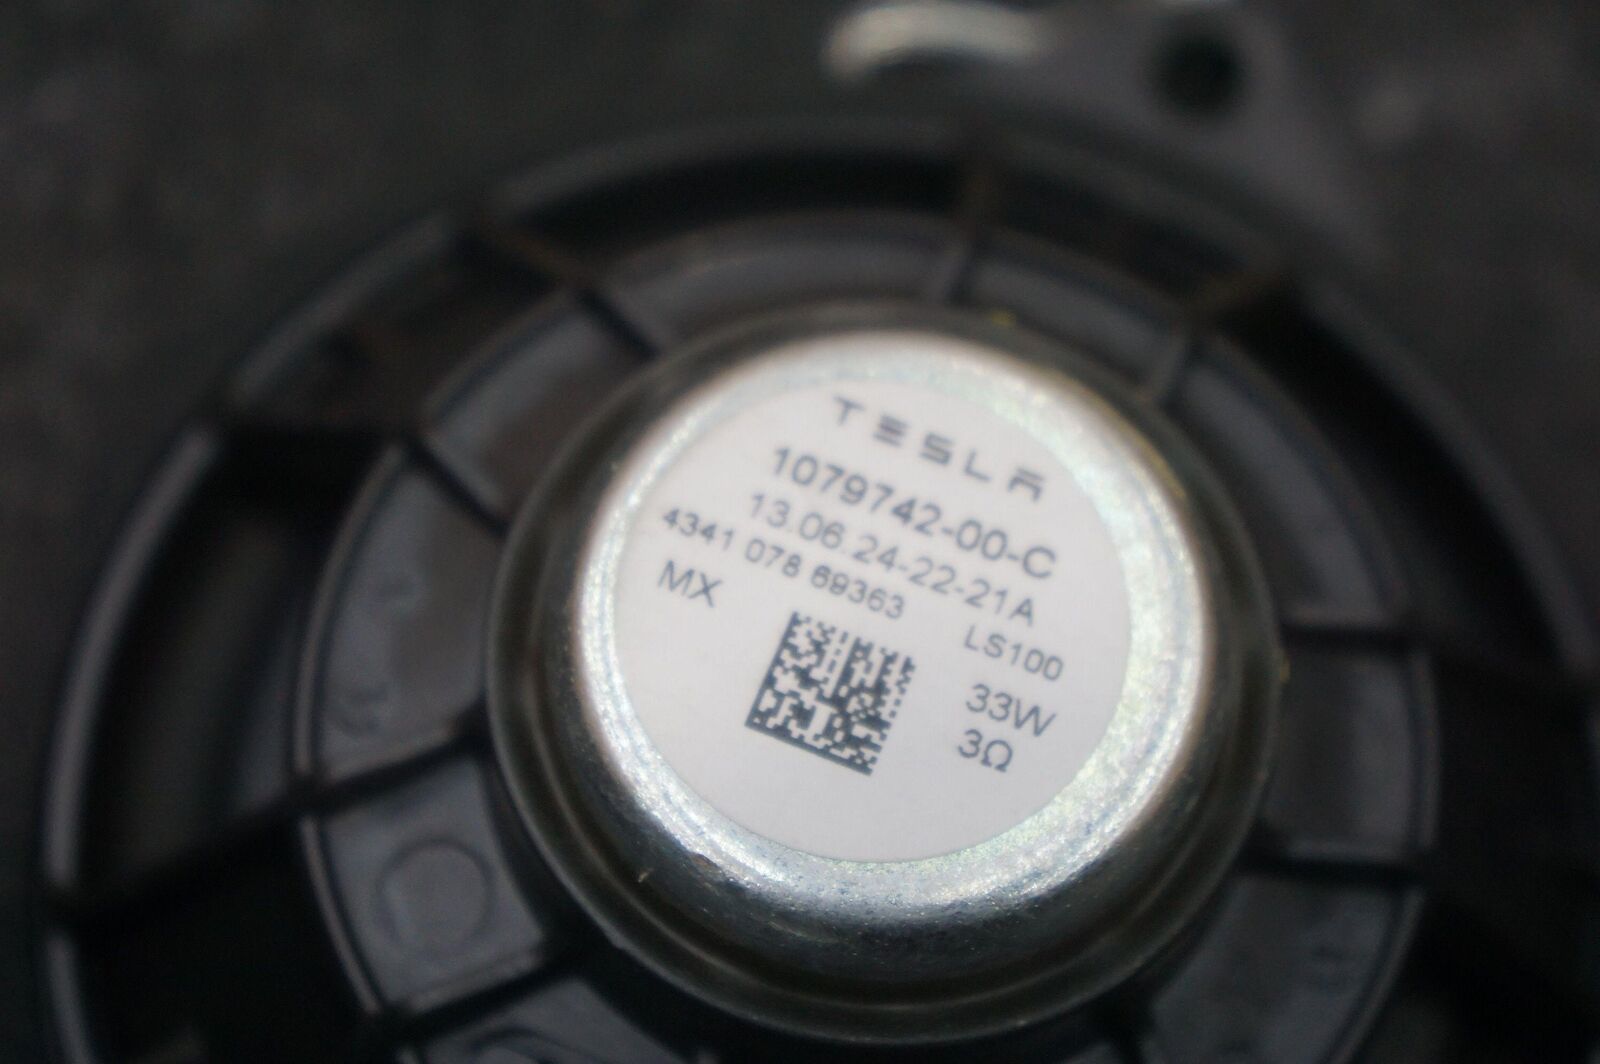 TESLA
1079742-00-C
13.06.24-22-21A
4341 078 69363
MX
LS100
33W
3Ω